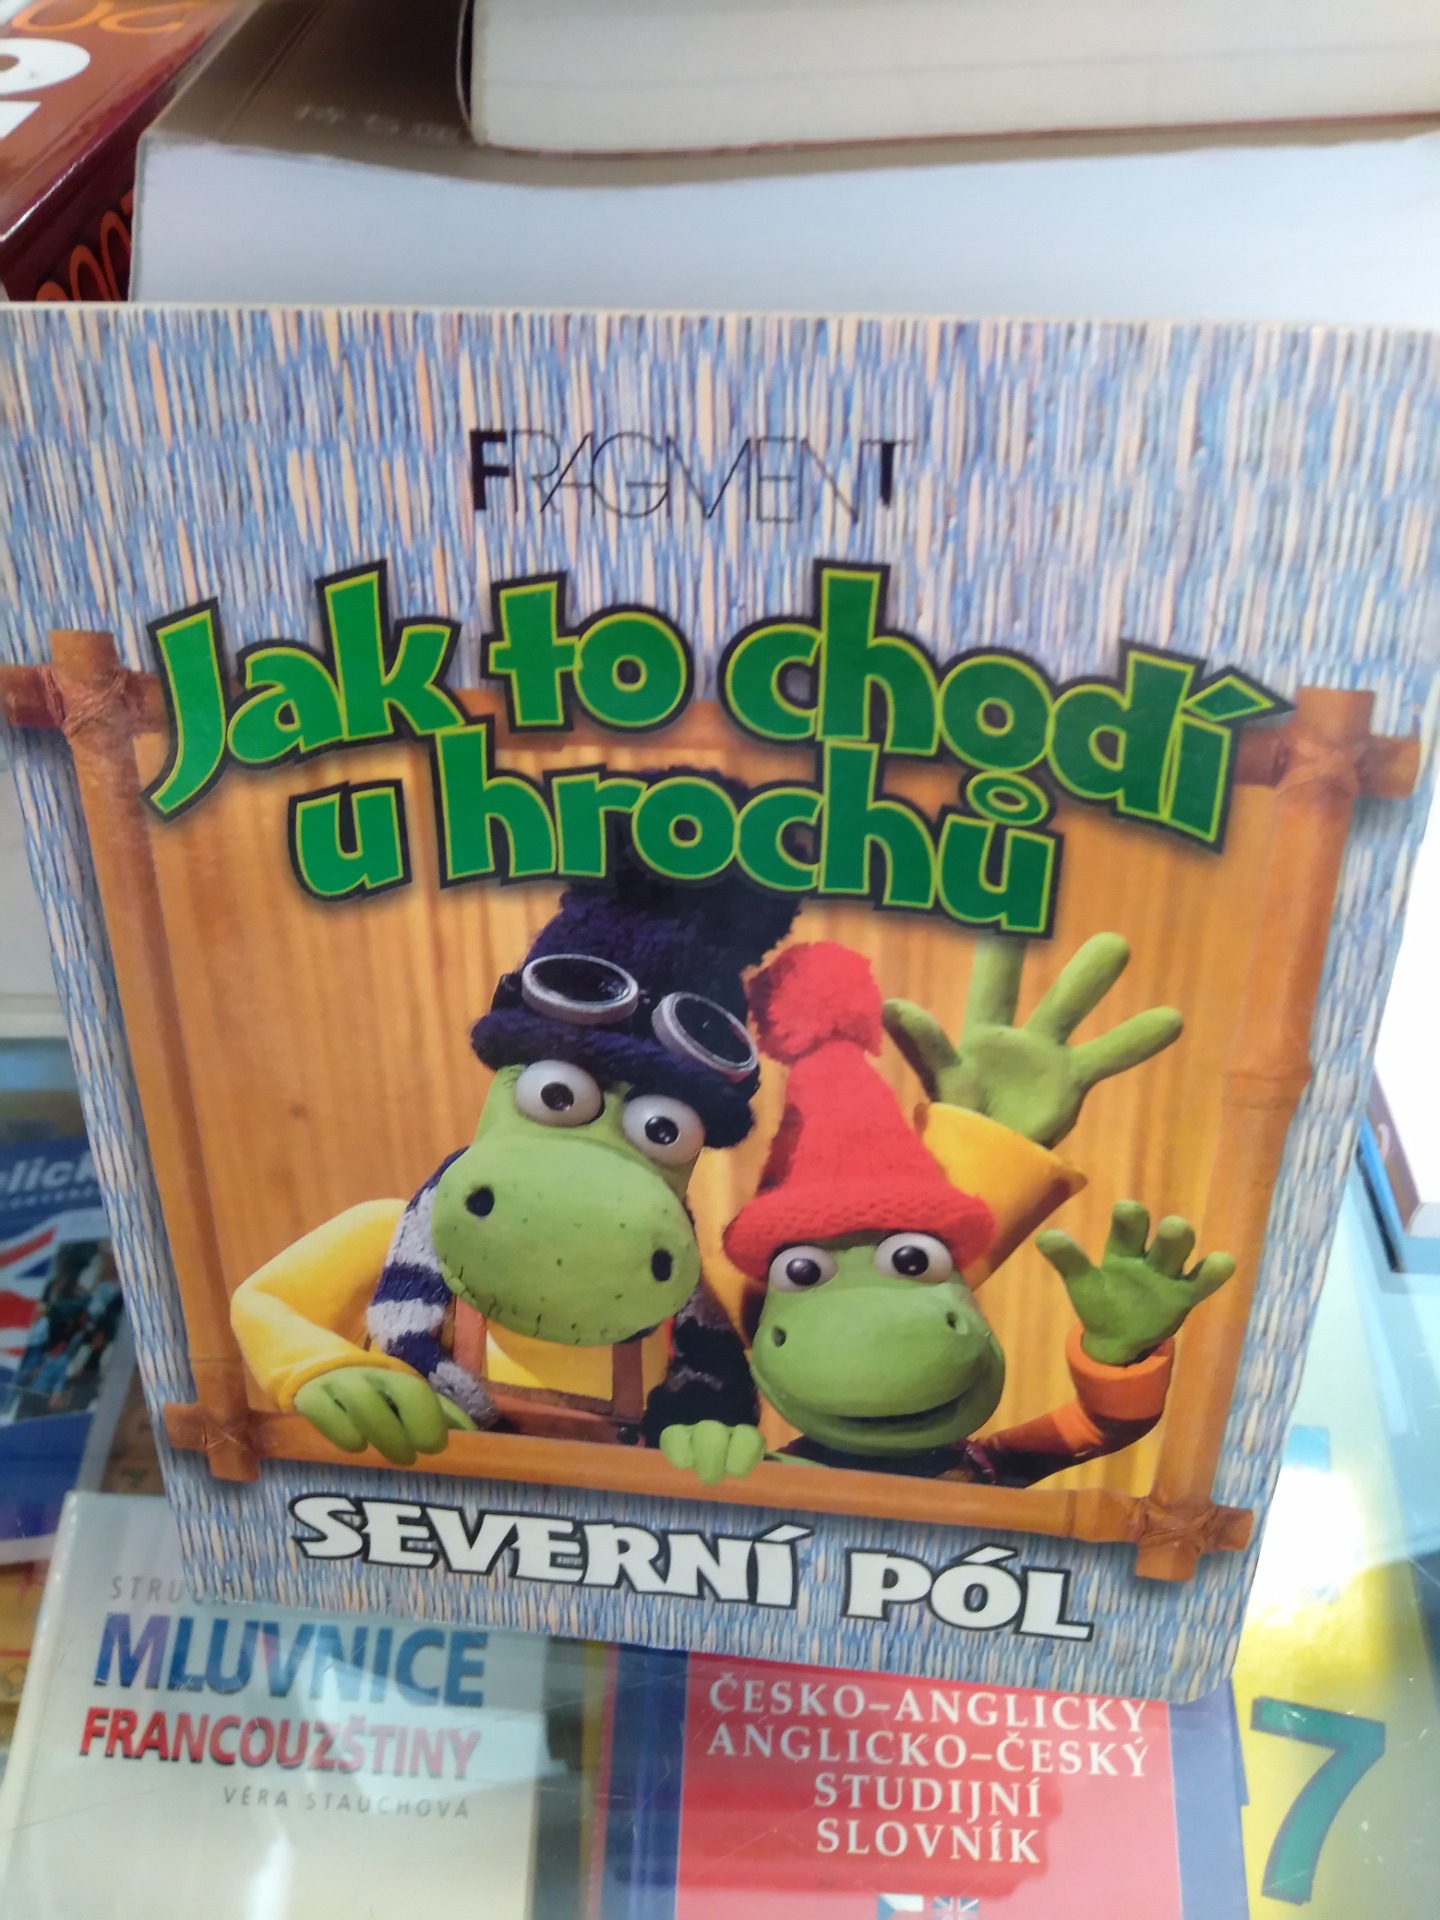 FRAGMENT
Jak to chodí
u hrochů
SEVERNÍ PÓL
MLUVNICE
FRANCOUZŠTINY
VĚRA STAUCHOVÁ
ČESKO–ANGLICKÝ
ANGLICKO–ČESKÝ
STUDIJNÍ
SLOVNÍK
7